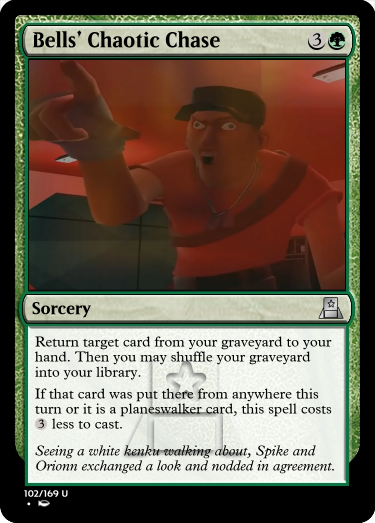 Bells' Chaotic Chase 3
Sorcery
Return target card from your graveyard to your
hand. Then you may shuffle your graveyard
into your library.
If that card was put there from anywhere this
turn or it is a planeswalker card, this spell costs
3 less to cast.
Seeing a white kenku walking about, Spike and
Orionn exchanged a look and nodded in agreement.
102/169 U